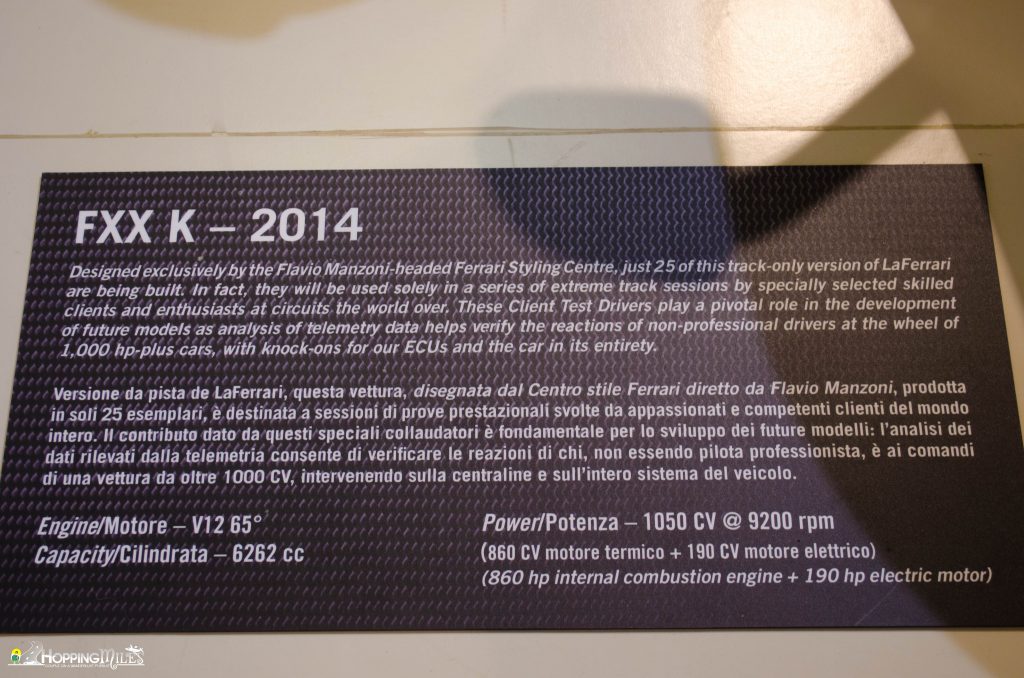 FXX K – 2014
Designed exclusively by the Flavio Manzoni-headed Ferrari Styling Centre, just 25 of this track-only version of LaFerrari
are being built. In fact, they will be used solely in a series of extreme track sessions by specially selected skilled
clients and enthusiasts at circuits the world over. These Client Test Drivers play a pivotal role in the development
of future models as analysis of telemetry data helps verify the reactions of non-professional drivers at the wheel of
1,000 hp-plus cars, with knock-ons for our ECUs and the car in its entirety.
Versione da pista de LaFerrari, questa vettura, disegnata dal Centro stile Ferrari diretto da Flavio Manzoni, prodotta
in soli 25 esemplari, è destinata a sessioni di prove prestazionali svolte da appassionati e competenti clienti del mondo
intero. Il contributo dato da questi speciali collaudatori è fondamentale per lo sviluppo dei future modelli: l'analisi dei
dati rilevati dalla telemetria consente di verificare le reazioni di chi, non essendo pilota professionista, è ai comandi
di una vettura da oltre 1000 CV, intervenendo sulla centraline e sull'intero sistema del veicolo.
Engine/Motore – V12 65°
Capacity/Cilindrata – 6262 cc
Power/Potenza – 1050 CV @ 9200 rpm
(860 CV motore termico + 190 CV motore elettrico)
(860 hp internal combustion engine + 190 hp electric motor)
HOPPING MILES